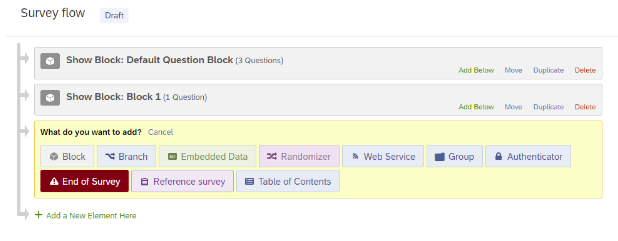 Survey flow Draft
Show Block: Default Question Block (3 Questions)
Add Below Move Duplicate Delete
Show Block: Block 1 (1 Question)
Add Below Move Duplicate Delete
What do you want to add? Cancel
Block Branch Embedded Data Randomizer Web Service Group Authenticator
End of Survey Reference survey Table of Contents
+ Add a New Element Here